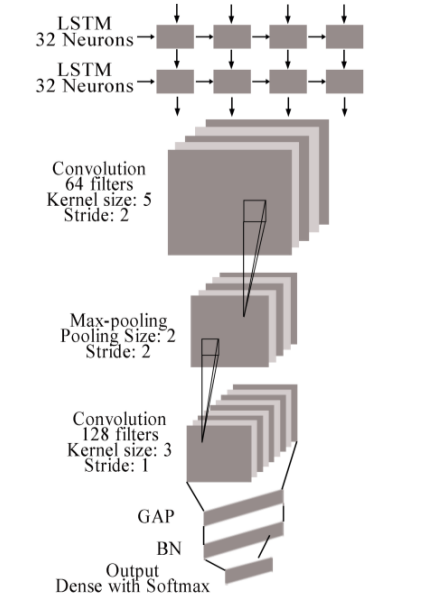 LSTM
32 Neurons
LSTM
32 Neurons
Convolution
64 filters
Kernel size: 5
Stride: 2
Max-pooling
Pooling Size: 2
Stride: 2
Convolution
128 filters
Kernel size: 3
Stride: 1
GAP
BN
Output
Dense with Softmax